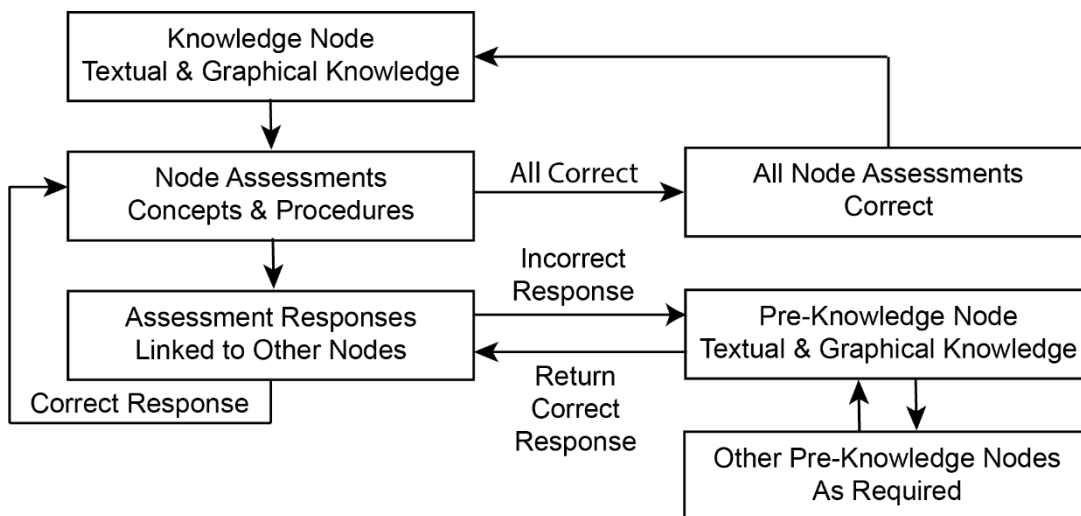 Knowledge Node
Textual & Graphical Knowledge
Node Assessments
Concepts & Procedures
All Correct
All Node Assessments
Correct
Assessment Responses
Linked to Other Nodes
Incorrect
Response
Pre-Knowledge Node
Textual & Graphical Knowledge
Return
Correct
Response
Correct Response
Other Pre-Knowledge Nodes
As Required